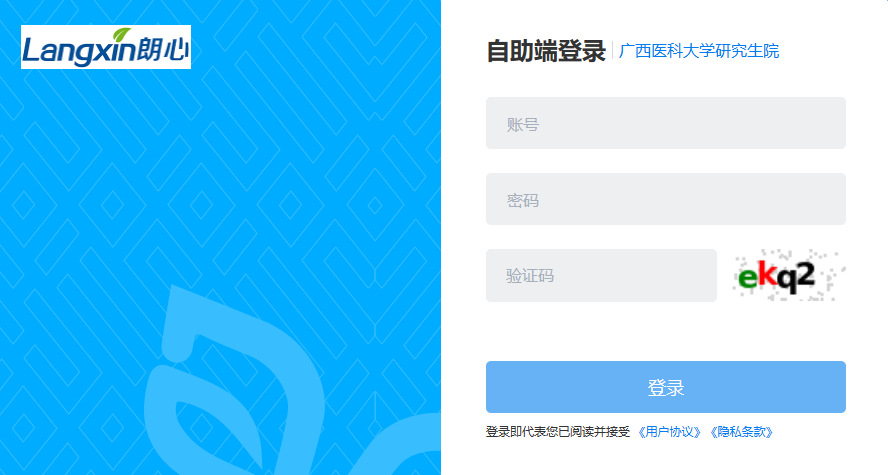 Langxin朗心
自助端登录 广西医科大学研究生院
账号
密码
验证码 ekq2
登录
登录即代表您已阅读并接受 《用户协议》 《隐私条款》